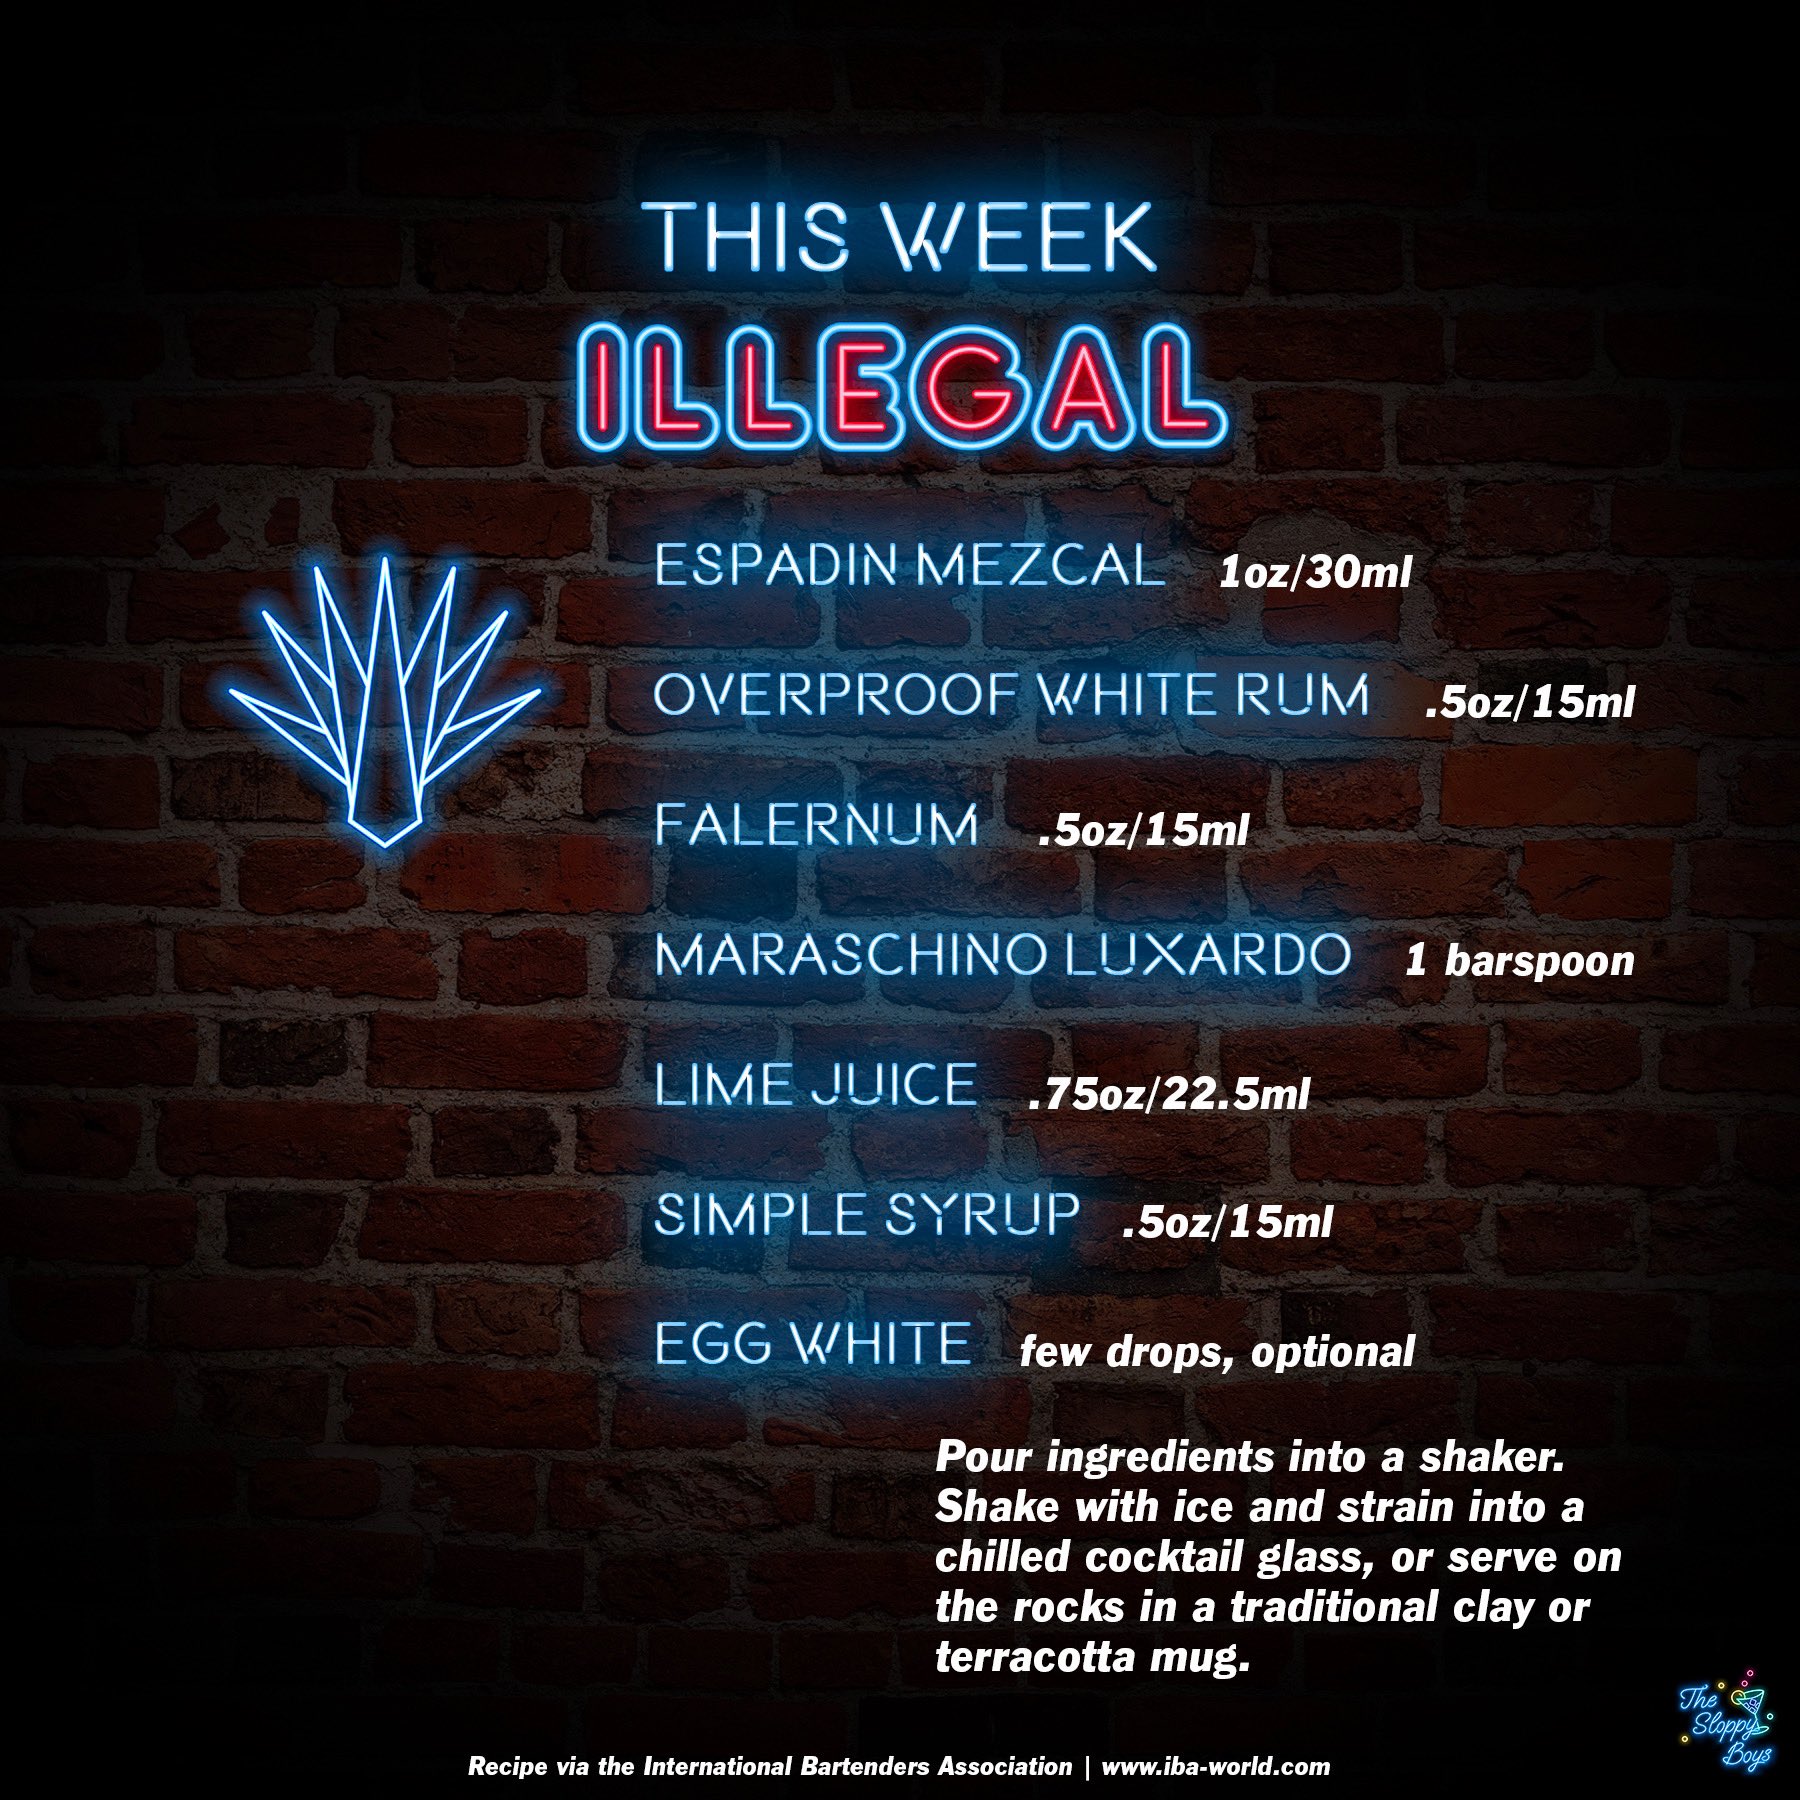 THIS WEEK
ILLEGAL
ESPADIN MEZCAL 1oz/30ml
OVERPROOF WHITE RUM .5oz/15ml
FALERNUM .5oz/15ml
MARASCHINO LUXARDO 1 barspoon
LIME JUICE .75oz/22.5ml
SIMPLE SYRUP .5oz/15ml
EGG WHITE few drops, optional
Pour ingredients into a shaker.
Shake with ice and strain into a
chilled cocktail glass, or serve on
the rocks in a traditional clay or
terracotta mug.
The
Sloppy
Boys
Recipe via the International Bartenders Association | www.iba-world.com